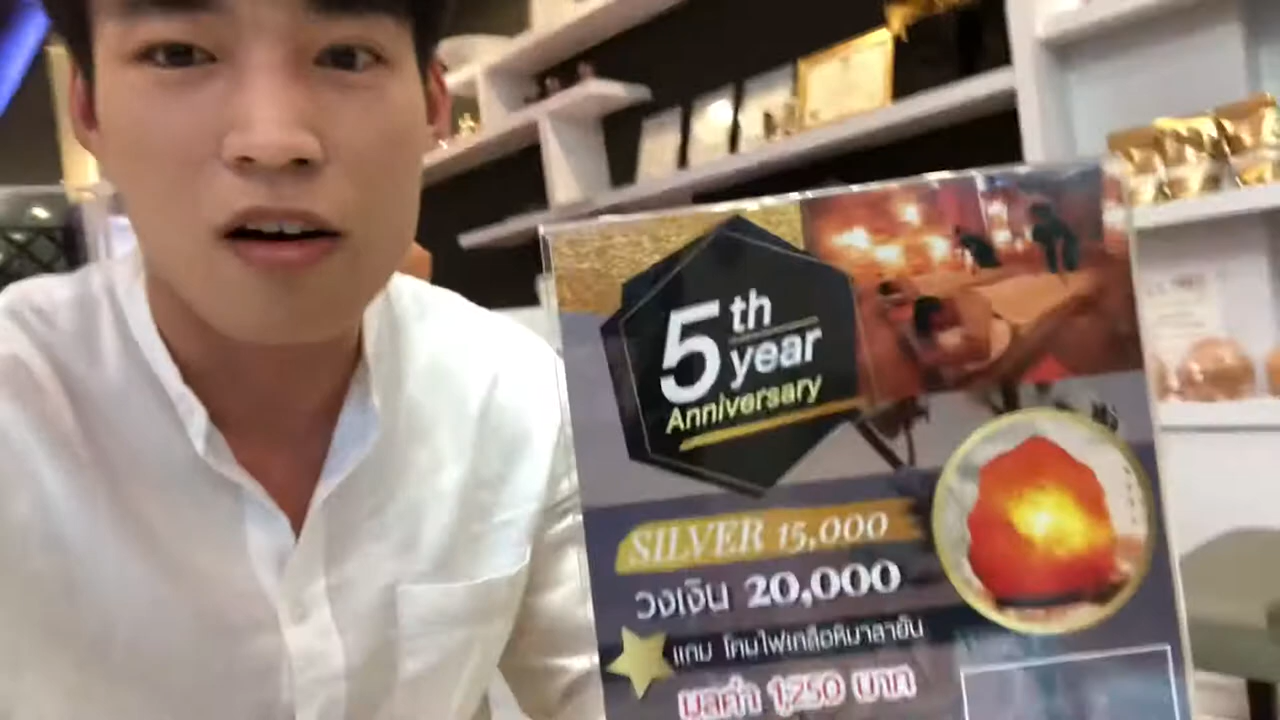 5th
year
Anniversary
SILVER 15,000
วงเงิน 20,000
แถม โคมไฟเกลือหิมาลายัน
มูลค่า 1,250 บาท